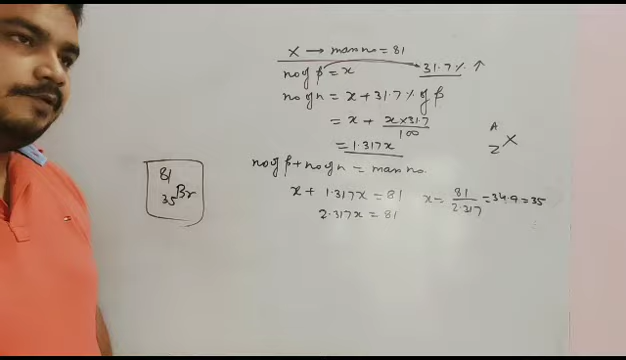 X → mass no = 81
no of p = x 31.7% ↑
no of n = x + 31.7% of p
= x + x×31.7/100
= 1.317x
A
Z X
no of p + no of n = mass no.
x + 1.317x = 81 x = 81/2.317 = 34.9 = 35
2.317x = 81
81
35 Br